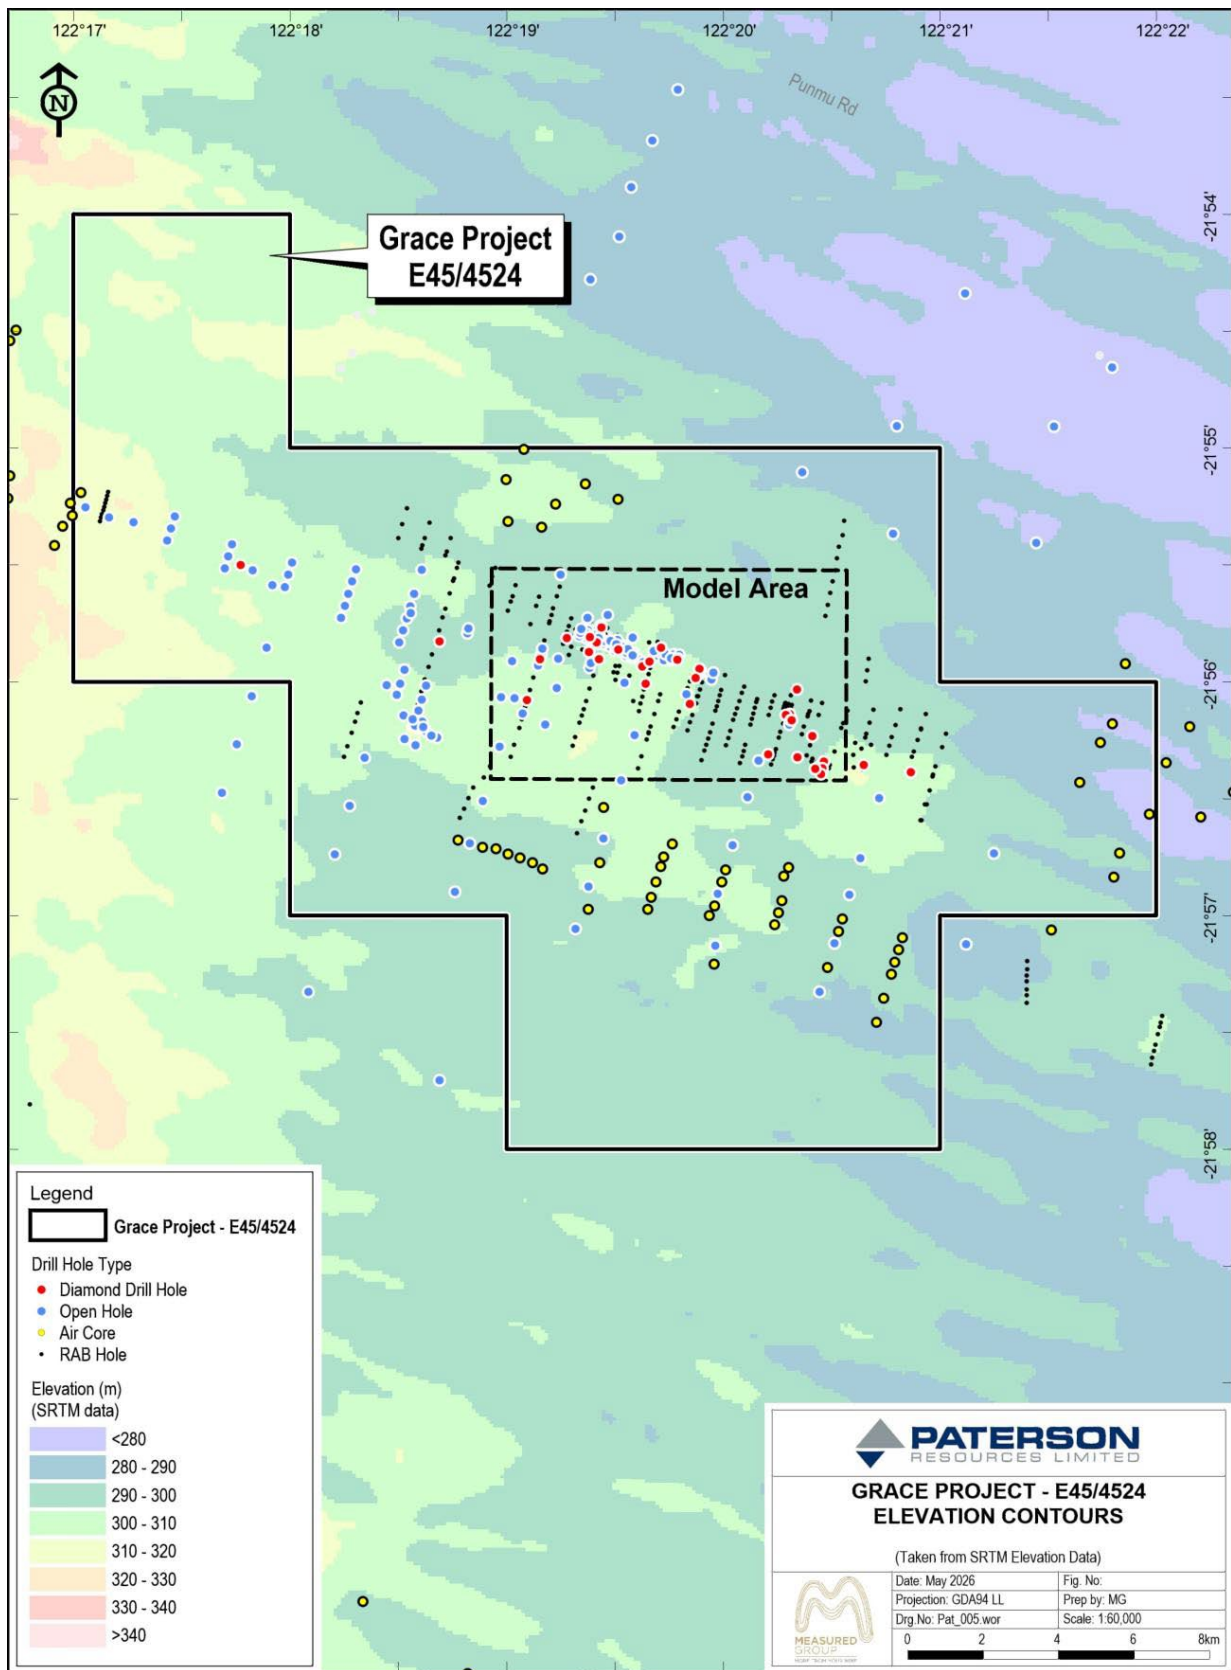 122°17' 122°18' 122°19' 122°20' 122°21' 122°22'
N
Punmu Rd
-21°54'
Grace Project
E45/4524
-21°55'
Model Area
-21°56'
-21°57'
-21°58'
Legend
Grace Project - E45/4524
Drill Hole Type
Diamond Drill Hole
Open Hole
Air Core
RAB Hole
Elevation (m)
(SRTM data)
<280
280 - 290
290 - 300
300 - 310
310 - 320
320 - 330
330 - 340
>340
PATERSON
RESOURCES LIMITED
GRACE PROJECT - E45/4524
ELEVATION CONTOURS
(Taken from SRTM Elevation Data)
Date: May 2026 Fig. No:
Projection: GDA94 LL Prep by: MG
Drg.No: Pat_005.wor Scale: 1:60,000
0 2 4 6 8km
MEASURED
GROUP